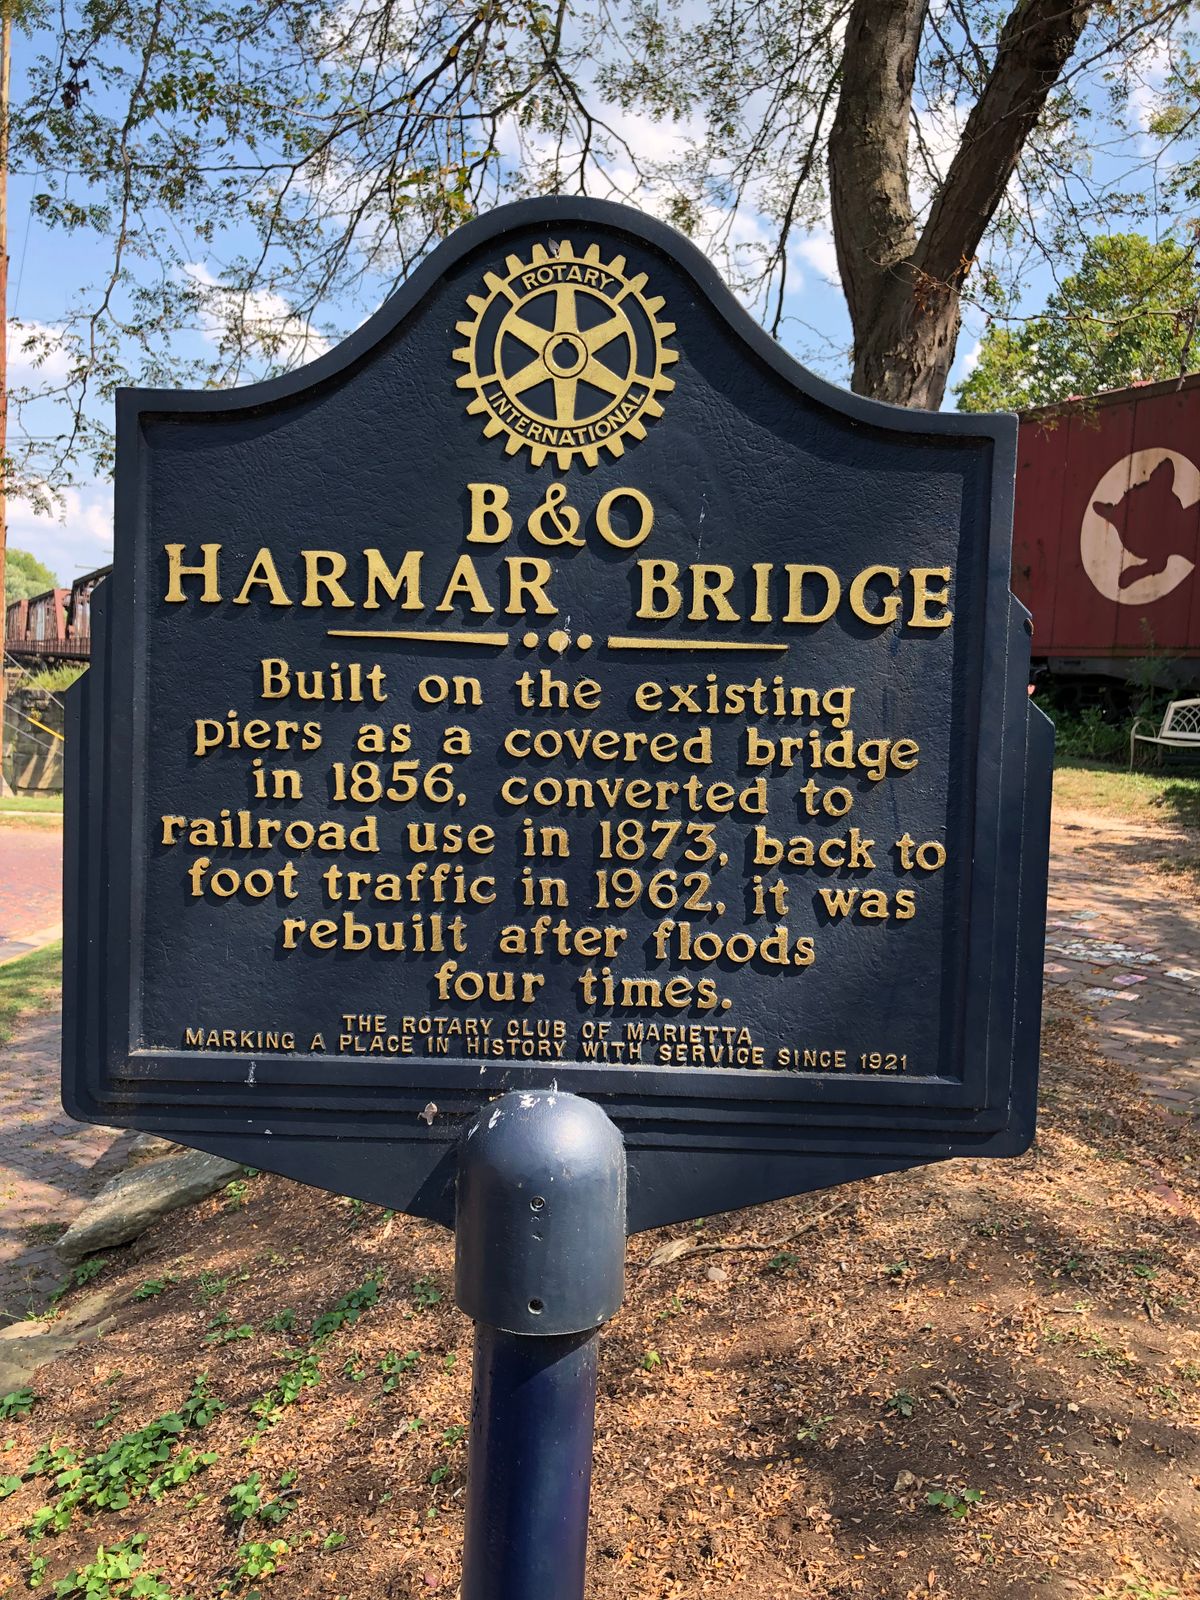 ROTARY
INTERNATIONAL
B&O
HARMAR BRIDGE
Built on the existing
piers as a covered bridge
in 1856, converted to
railroad use in 1873, back to
foot traffic in 1962, it was
rebuilt after floods
four times.
THE ROTARY CLUB OF MARIETTA
MARKING A PLACE IN HISTORY WITH SERVICE SINCE 1921